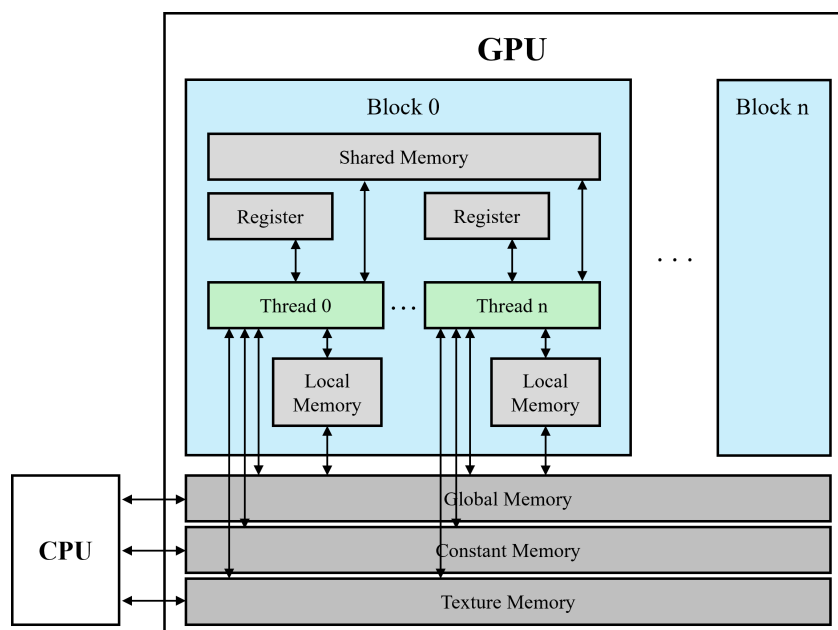 GPU
Block 0
Block n
Shared Memory
Register
Register
. . .
Thread 0
...
Thread n
Local
Memory
Local
Memory
CPU
Global Memory
Constant Memory
Texture Memory